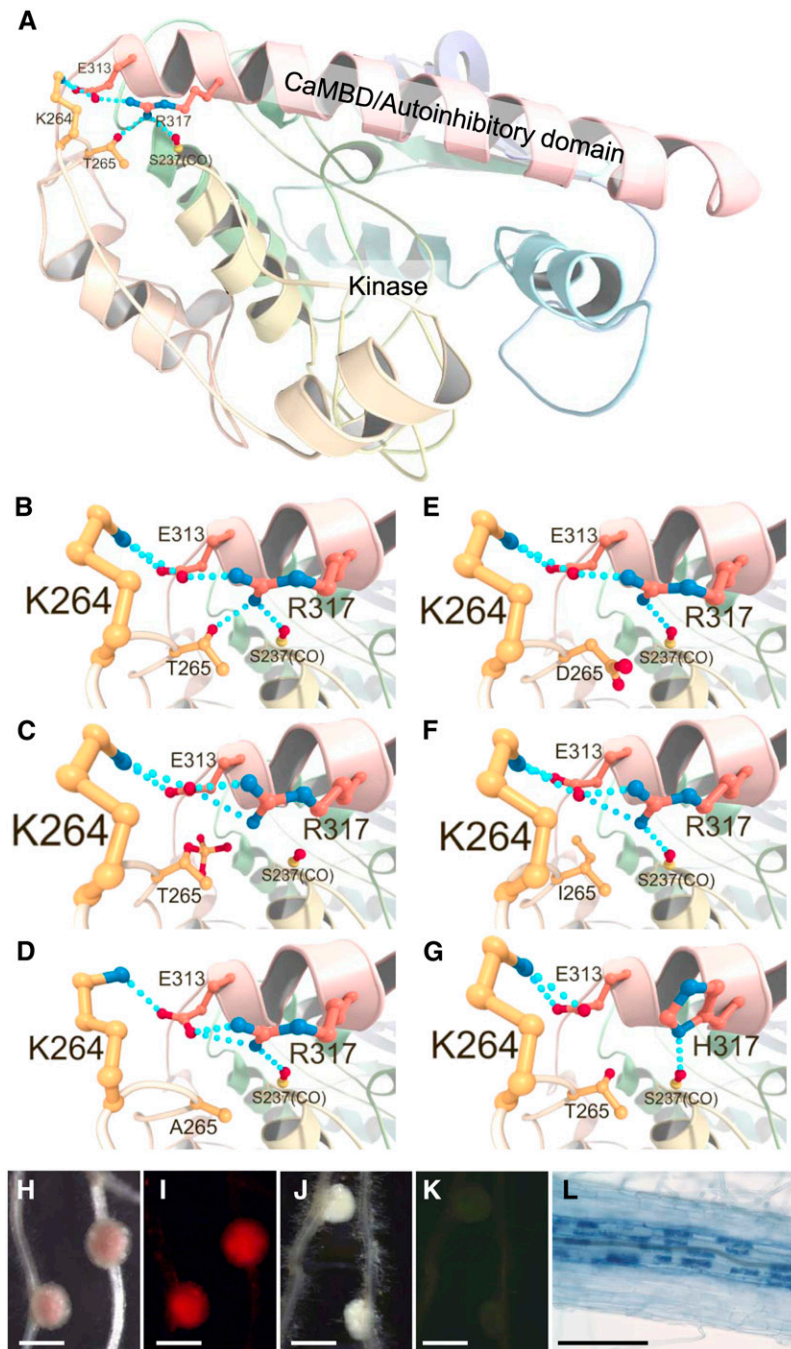 A
E313
K264
R317
T265
S237(CO)
CaMBD/Autoinhibitory domain
Kinase
B
E313
K264
R317
T265
S237(CO)
E
E313
K264
R317
D265
S237(CO)
C
E313
K264
R317
T265
S237(CO)
F
E313
K264
R317
I265
S237(CO)
D
E313
K264
R317
A265
S237(CO)
G
E313
K264
H317
T265
S237(CO)
H
I
J
K
L